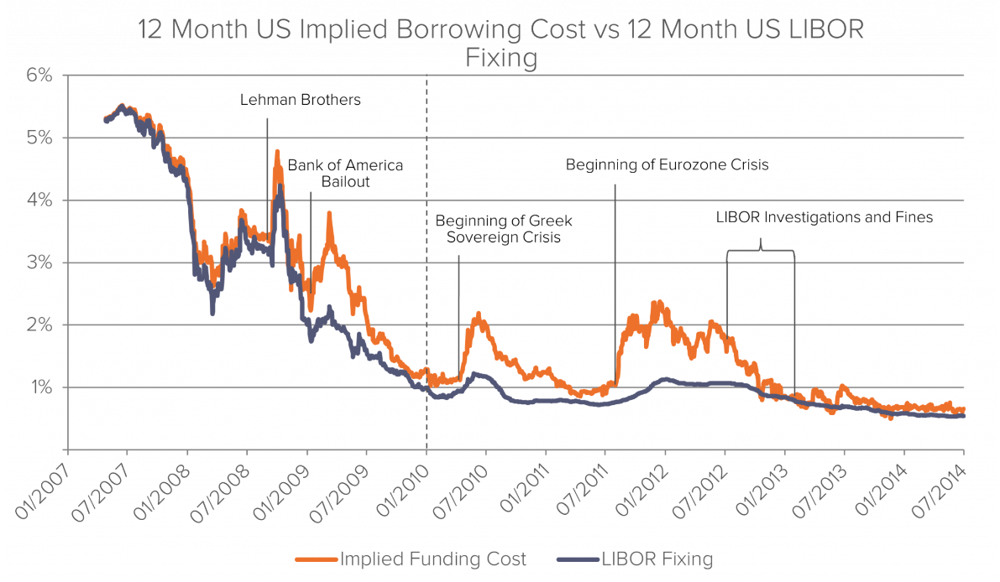 12 Month US Implied Borrowing Cost vs 12 Month US LIBOR
Fixing
6%
5%
4%
3%
2%
1%
Lehman Brothers
Bank of America
Bailout
Beginning of Greek
Sovereign Crisis
Beginning of Eurozone Crisis
LIBOR Investigations and Fines
01/2007
07/2007
01/2008
07/2008
01/2009
07/2009
01/2010
07/2010
01/2011
07/2011
01/2012
07/2012
01/2013
07/2013
01/2014
07/2014
Implied Funding Cost
LIBOR Fixing